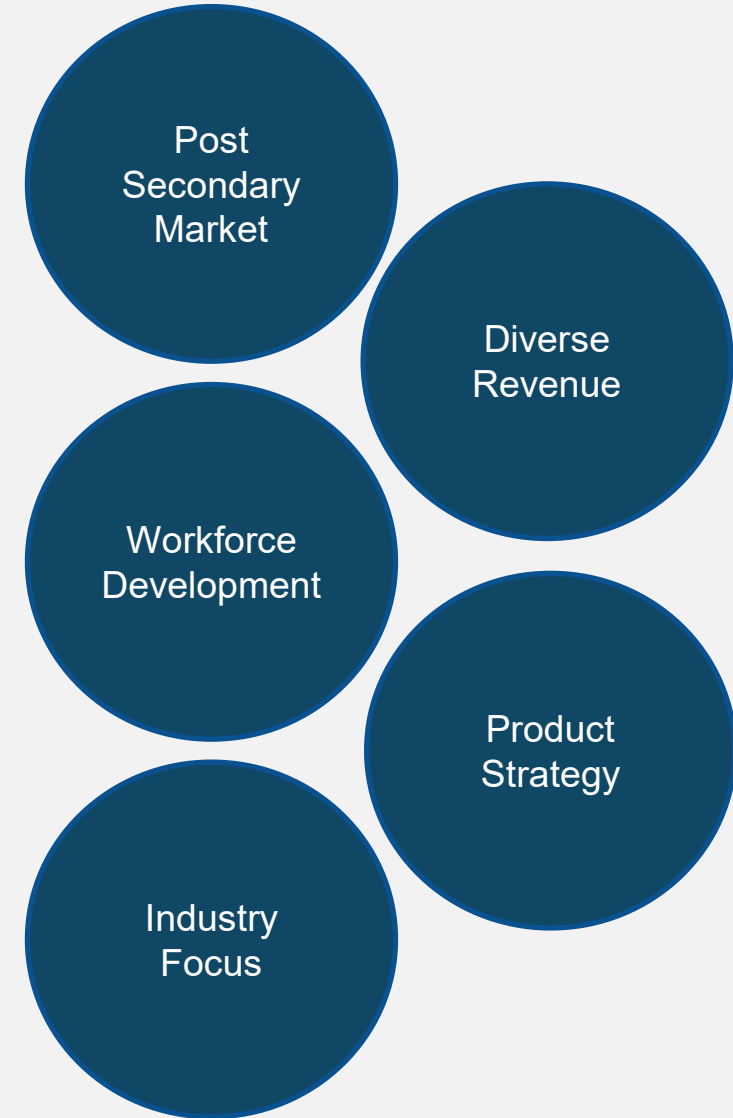 Post
Secondary
Market
Diverse
Revenue
Workforce
Development
Product
Strategy
Industry
Focus